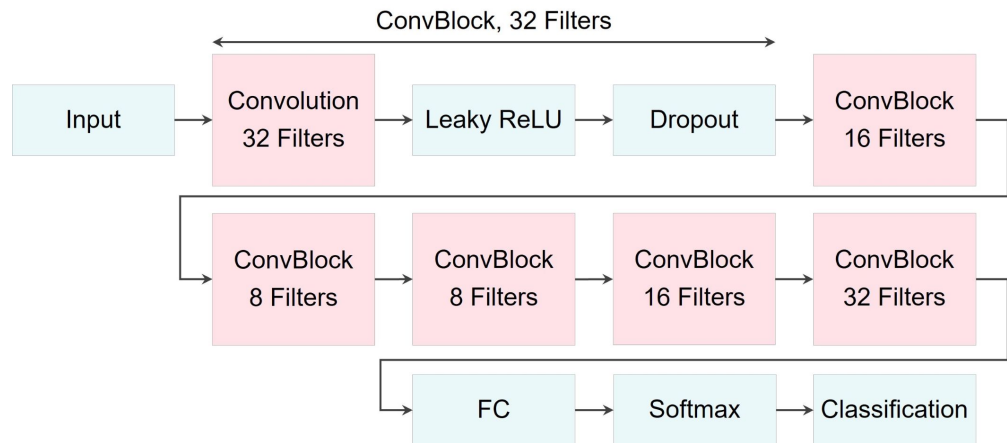 ConvBlock, 32 Filters
Input
Convolution
32 Filters
Leaky ReLU
Dropout
ConvBlock
16 Filters
ConvBlock
8 Filters
ConvBlock
8 Filters
ConvBlock
16 Filters
ConvBlock
32 Filters
FC
Softmax
Classification